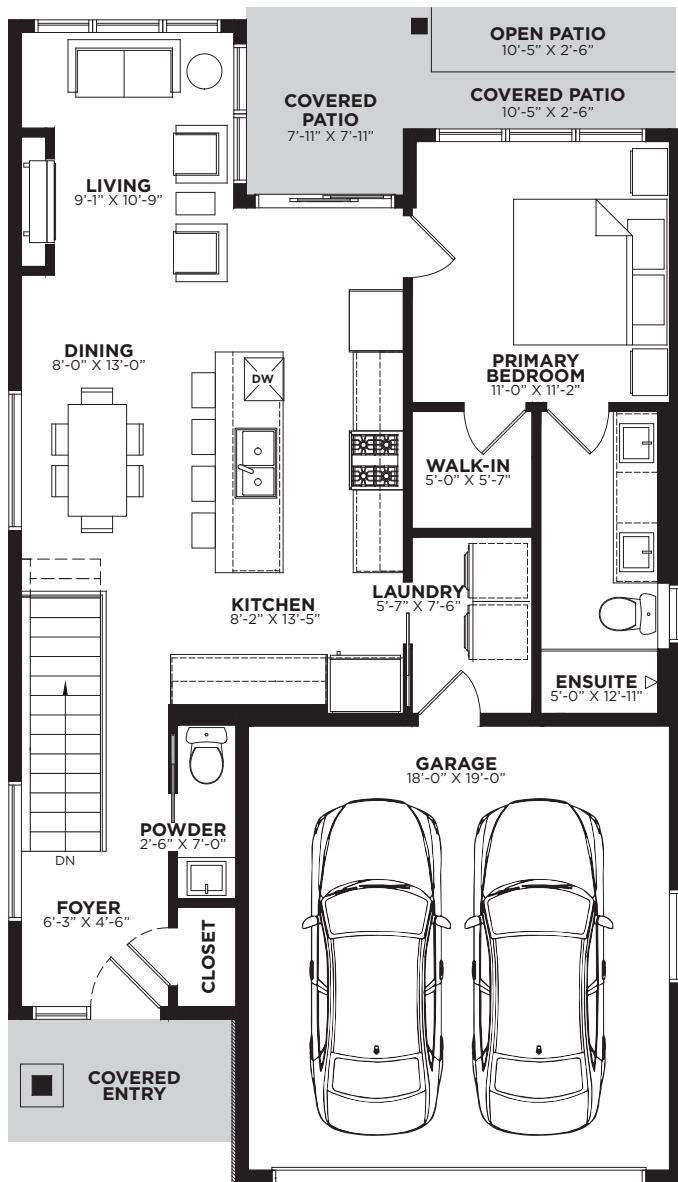 OPEN PATIO
10'-5" X 2'-6"
COVERED PATIO
10'-5" X 2'-6"
COVERED
PATIO
7'-11" X 7'-11"
LIVING
9'-1" X 10'-9"
DINING
8'-0" X 13'-0"
DW
PRIMARY
BEDROOM
11'-0" X 11'-2"
WALK-IN
5'-0" X 5'-7"
KITCHEN
8'-2" X 13'-5"
LAUNDRY
5'-7" X 7'-6"
ENSUITE
5'-0" X 12'-11"
GARAGE
18'-0" X 19'-0"
POWDER
2'-6" X 7'-0"
DN
FOYER
6'-3" X 4'-6"
CLOSET
COVERED
ENTRY